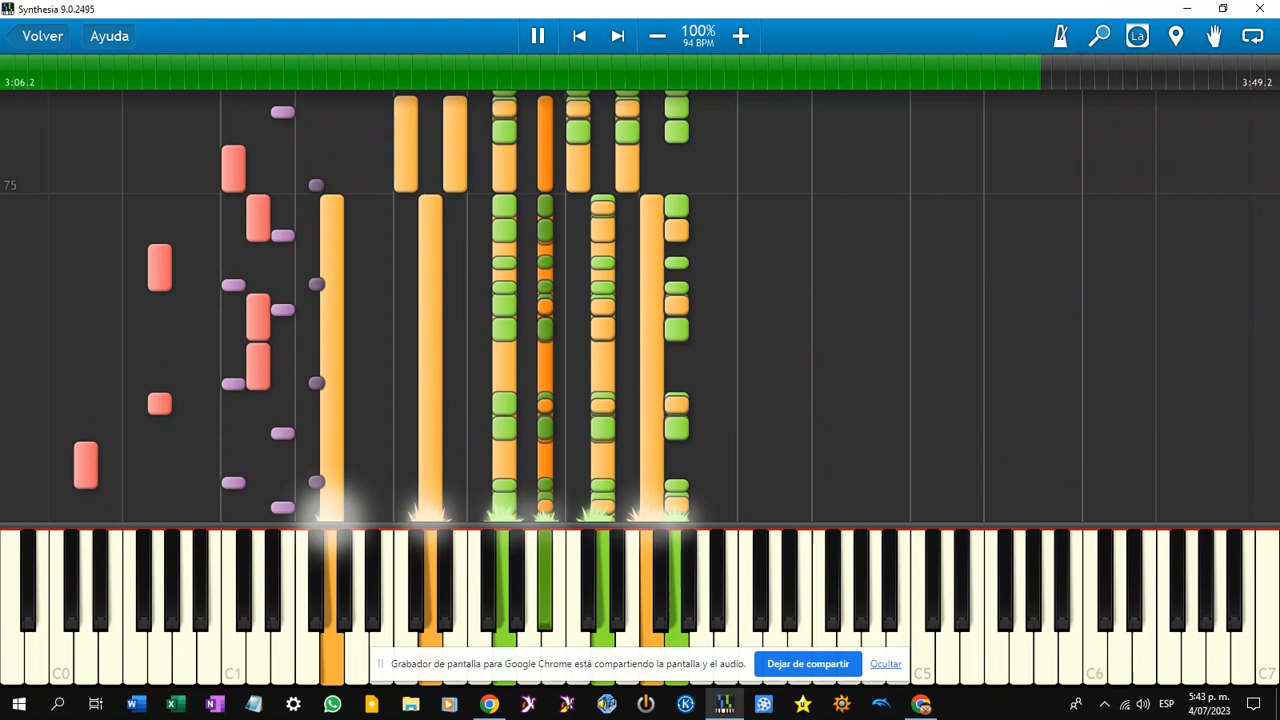 Synthesia 9.0.2495
Volver
Ayuda
100%
94 BPM
La
3:06.2
3:49.2
75
C0
C1
C5
C6
C7
Grabador de pantalla para Google Chrome está compartiendo la pantalla y el audio.
Dejar de compartir
Ocultar
ESP
5:43 p. m.
4/07/2023